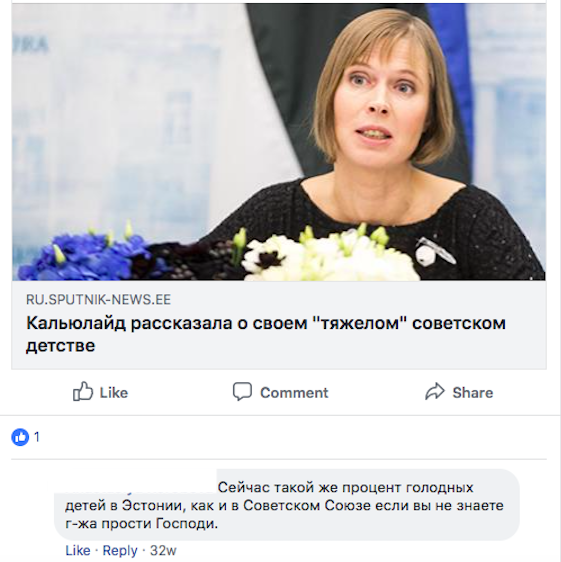 RU.SPUTNIK-NEWS.EE
Кальюлайд рассказала о своем "тяжелом" советском
детстве
Like Comment Share
1
Сейчас такой же процент голодных
детей в Эстонии, как и в Советском Союзе если вы не знаете
г-жа прости Господи.
Like · Reply · 32w